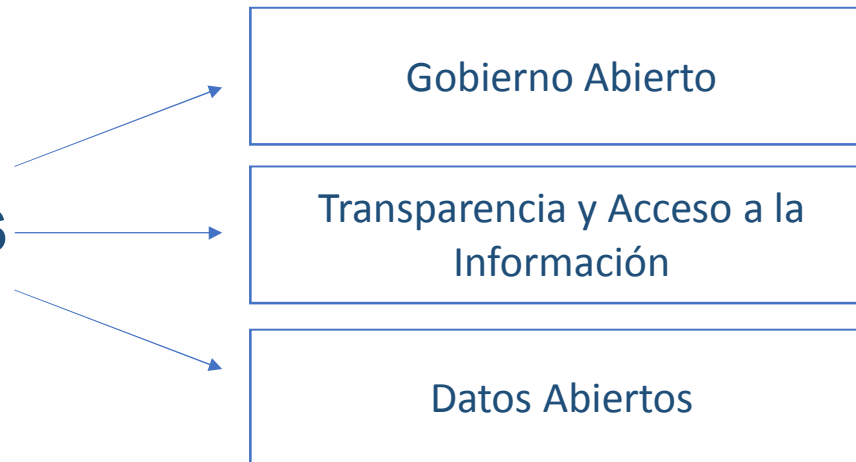 Gobierno Abierto
Transparencia y Acceso a la
Información
Datos Abiertos